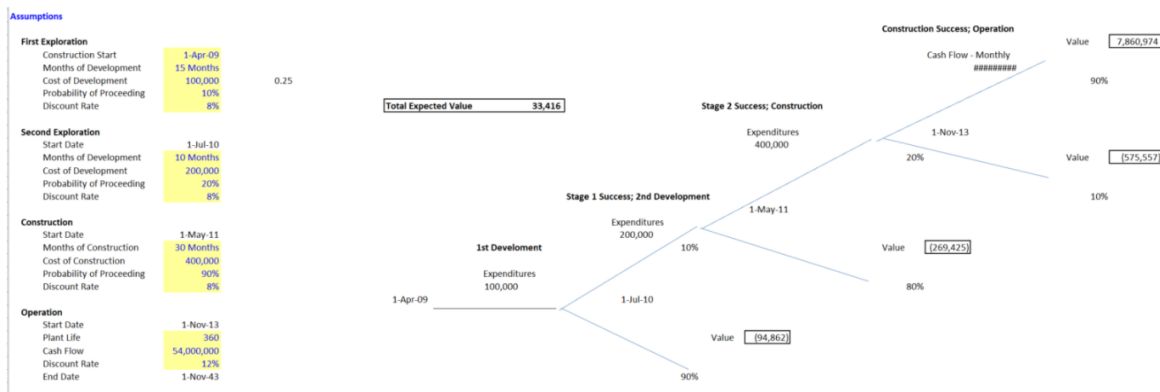 Assumptions
First Exploration
Construction Start 1-Apr-09
Months of Development 15 Months
Cost of Development 100,000 0.25
Probability of Proceeding 10%
Discount Rate 8%
Second Exploration
Start Date 1-Jul-10
Months of Development 10 Months
Cost of Development 200,000
Probability of Proceeding 20%
Discount Rate 8%
Construction
Start Date 1-May-11
Months of Construction 30 Months
Cost of Construction 400,000
Probability of Proceeding 90%
Discount Rate 8%
Operation
Start Date 1-Nov-13
Plant Life 360
Cash Flow 54,000,000
Discount Rate 12%
End Date 1-Nov-43
Total Expected Value 33,416
1st Develoment
Expenditures
100,000
1-Apr-09
Stage 1 Success; 2nd Development
Expenditures
200,000
10%
1-Jul-10
Value (94,862)
90%
Stage 2 Success; Construction
Expenditures
400,000
20%
1-May-11
Value (269,425)
80%
Construction Success; Operation
Cash Flow - Monthly
#########
Value 7,860,974
90%
1-Nov-13
Value (575,557)
10%